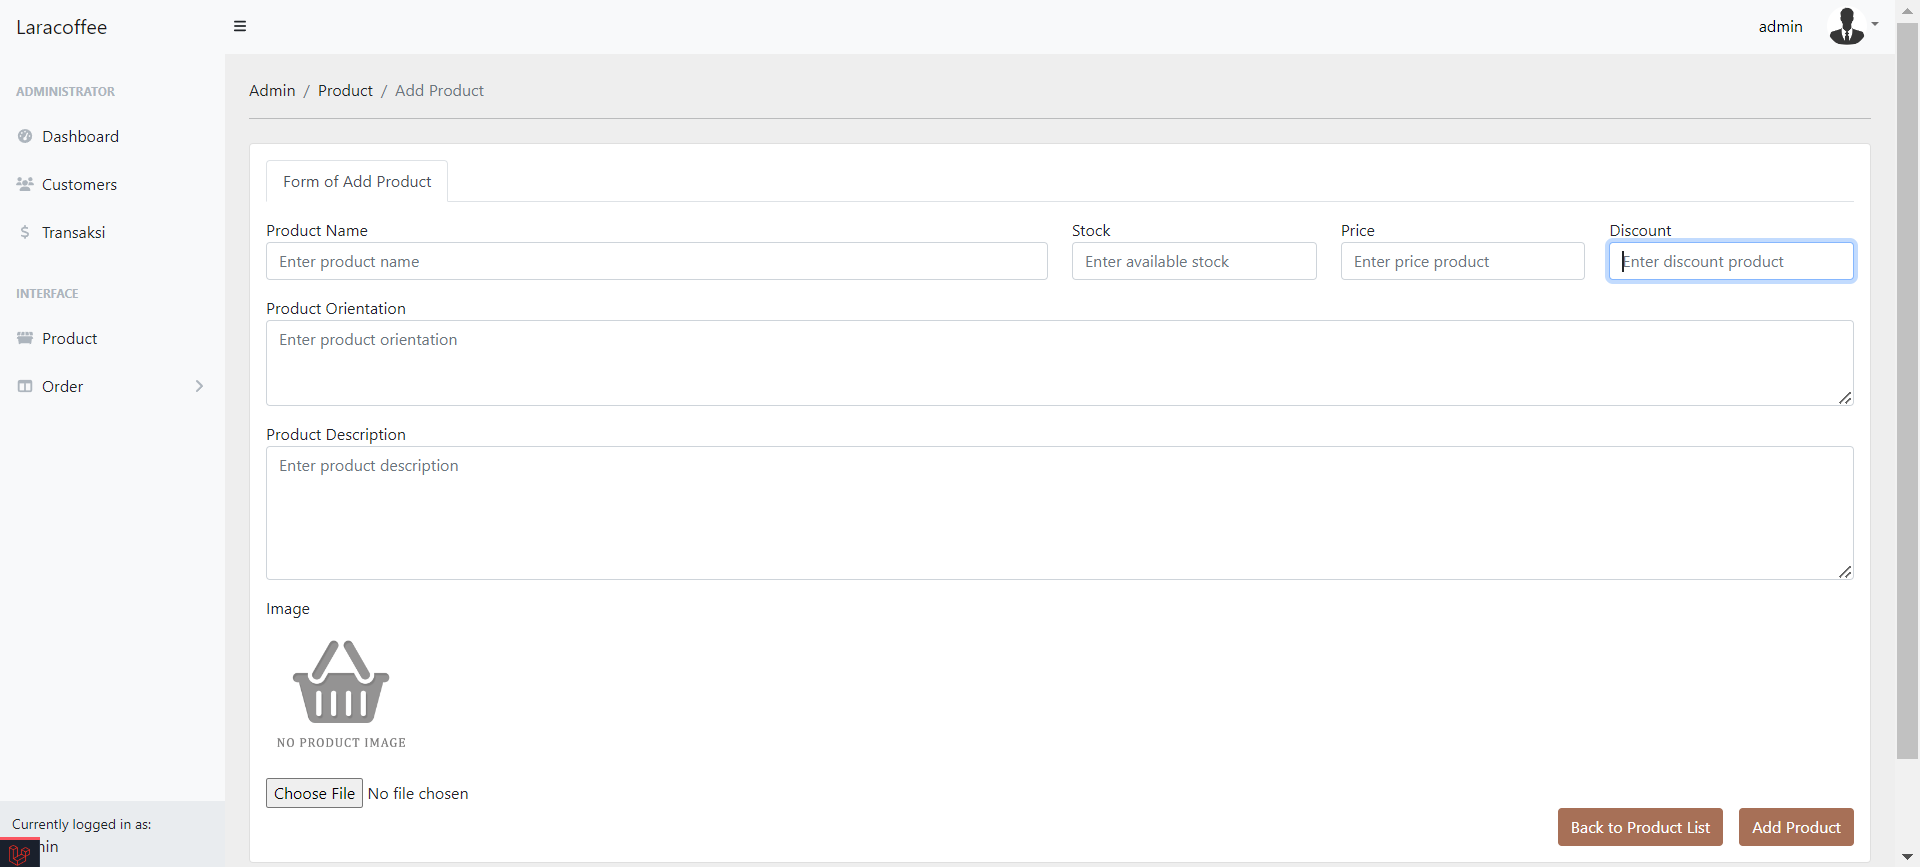 Laracoffee
admin
ADMINISTRATOR
Dashboard
Customers
Transaksi
INTERFACE
Product
Order
Currently logged in as:
Admin / Product / Add Product
Form of Add Product
Product Name
Enter product name
Stock
Enter available stock
Price
Enter price product
Discount
Enter discount product
Product Orientation
Enter product orientation
Product Description
Enter product description
Image
NO PRODUCT IMAGE
Choose File No file chosen
Back to Product List
Add Product